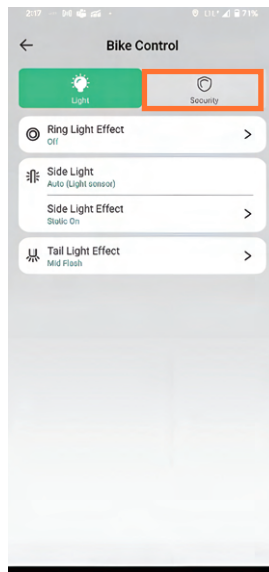 2:17
71%
Bike Control
Light
Security
Ring Light Effect
Off
Side Light
Auto (Light sensor)
Side Light Effect
Static On
Tail Light Effect
Mid Flash